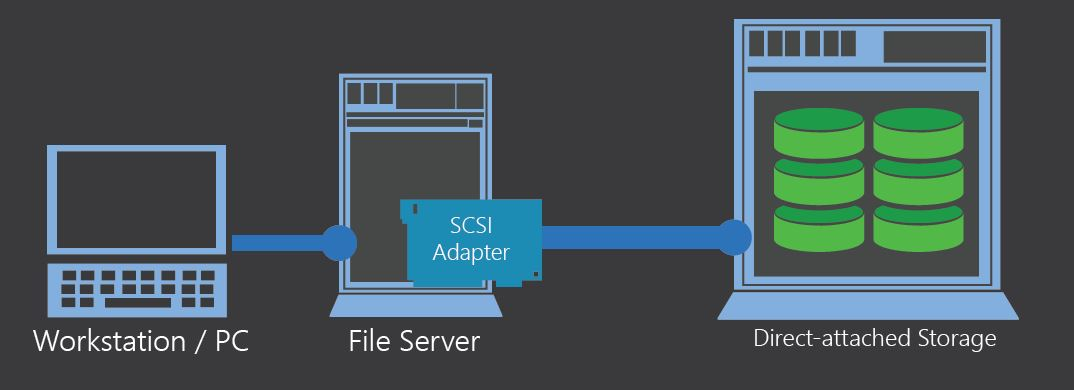 SCSI
Adapter
Workstation / PC
File Server
Direct-attached Storage